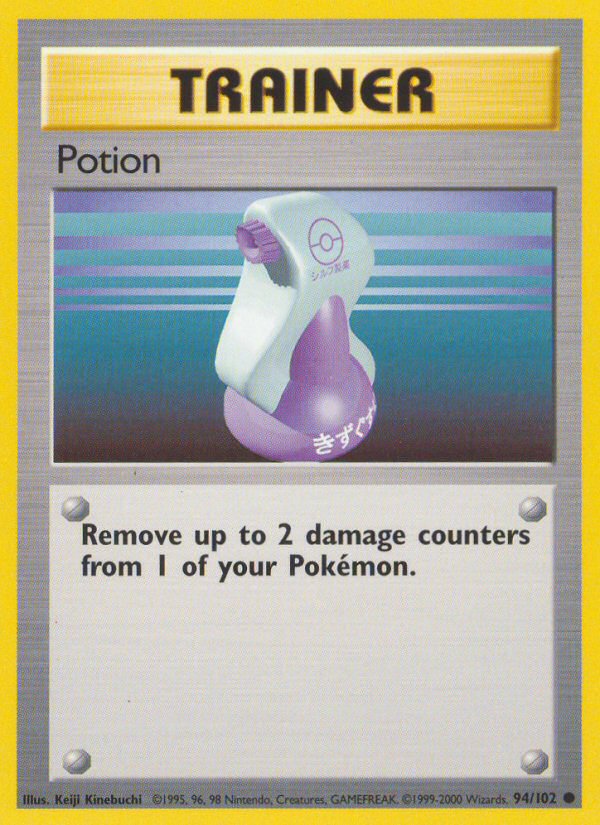 TRAINER
Potion
シルフ製薬
きずぐす
Remove up to 2 damage counters
from 1 of your Pokémon.
Illus. Keiji Kinebuchi ©1995, 96, 98 Nintendo, Creatures, GAMEFREAK. ©1999-2000 Wizards. 94/102 ●